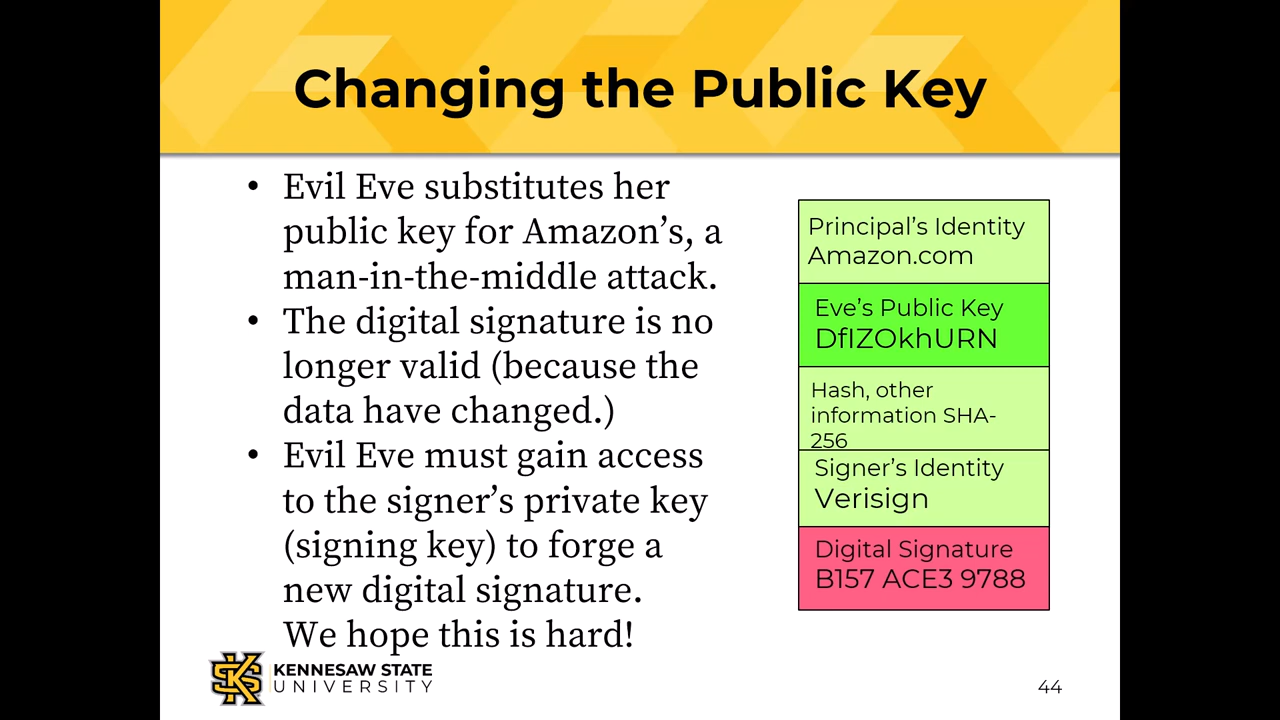 Changing the Public Key
• Evil Eve substitutes her
public key for Amazon’s, a
man-in-the-middle attack.
• The digital signature is no
longer valid (because the
data have changed.)
• Evil Eve must gain access
to the signer’s private key
(signing key) to forge a
new digital signature.
We hope this is hard!
Principal’s Identity
Amazon.com
Eve’s Public Key
DfIZOkhURN
Hash, other
information SHA-
256
Signer’s Identity
Verisign
Digital Signature
B157 ACE3 9788
KS
KENNESAW STATE
UNIVERSITY
44